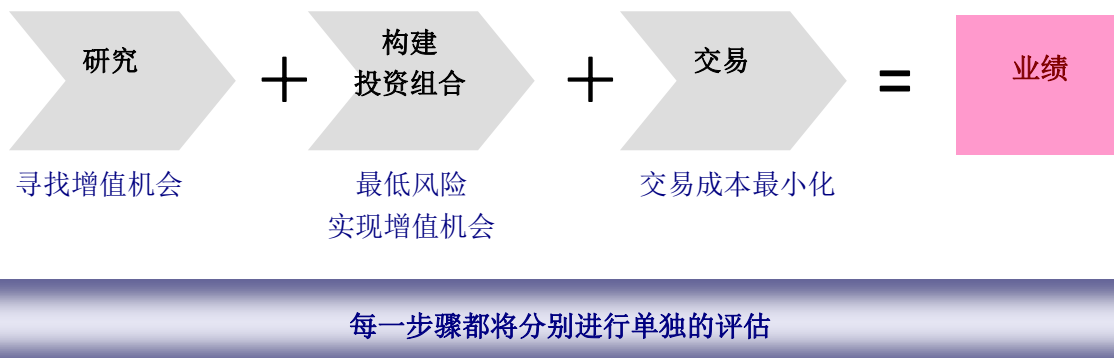 研究
+
构建
投资组合
+
交易
=
业绩
寻找增值机会
最低风险
实现增值机会
交易成本最小化
每一步骤都将分别进行单独的评估